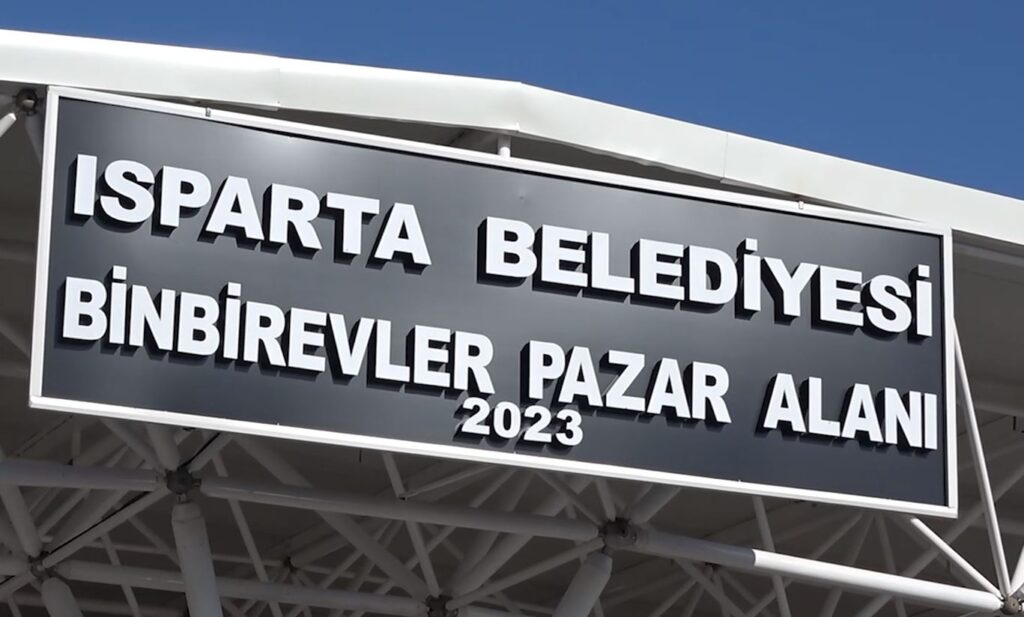 ISPARTA BELEDİYESİ
BİNBİREVLER PAZAR ALANI
2023